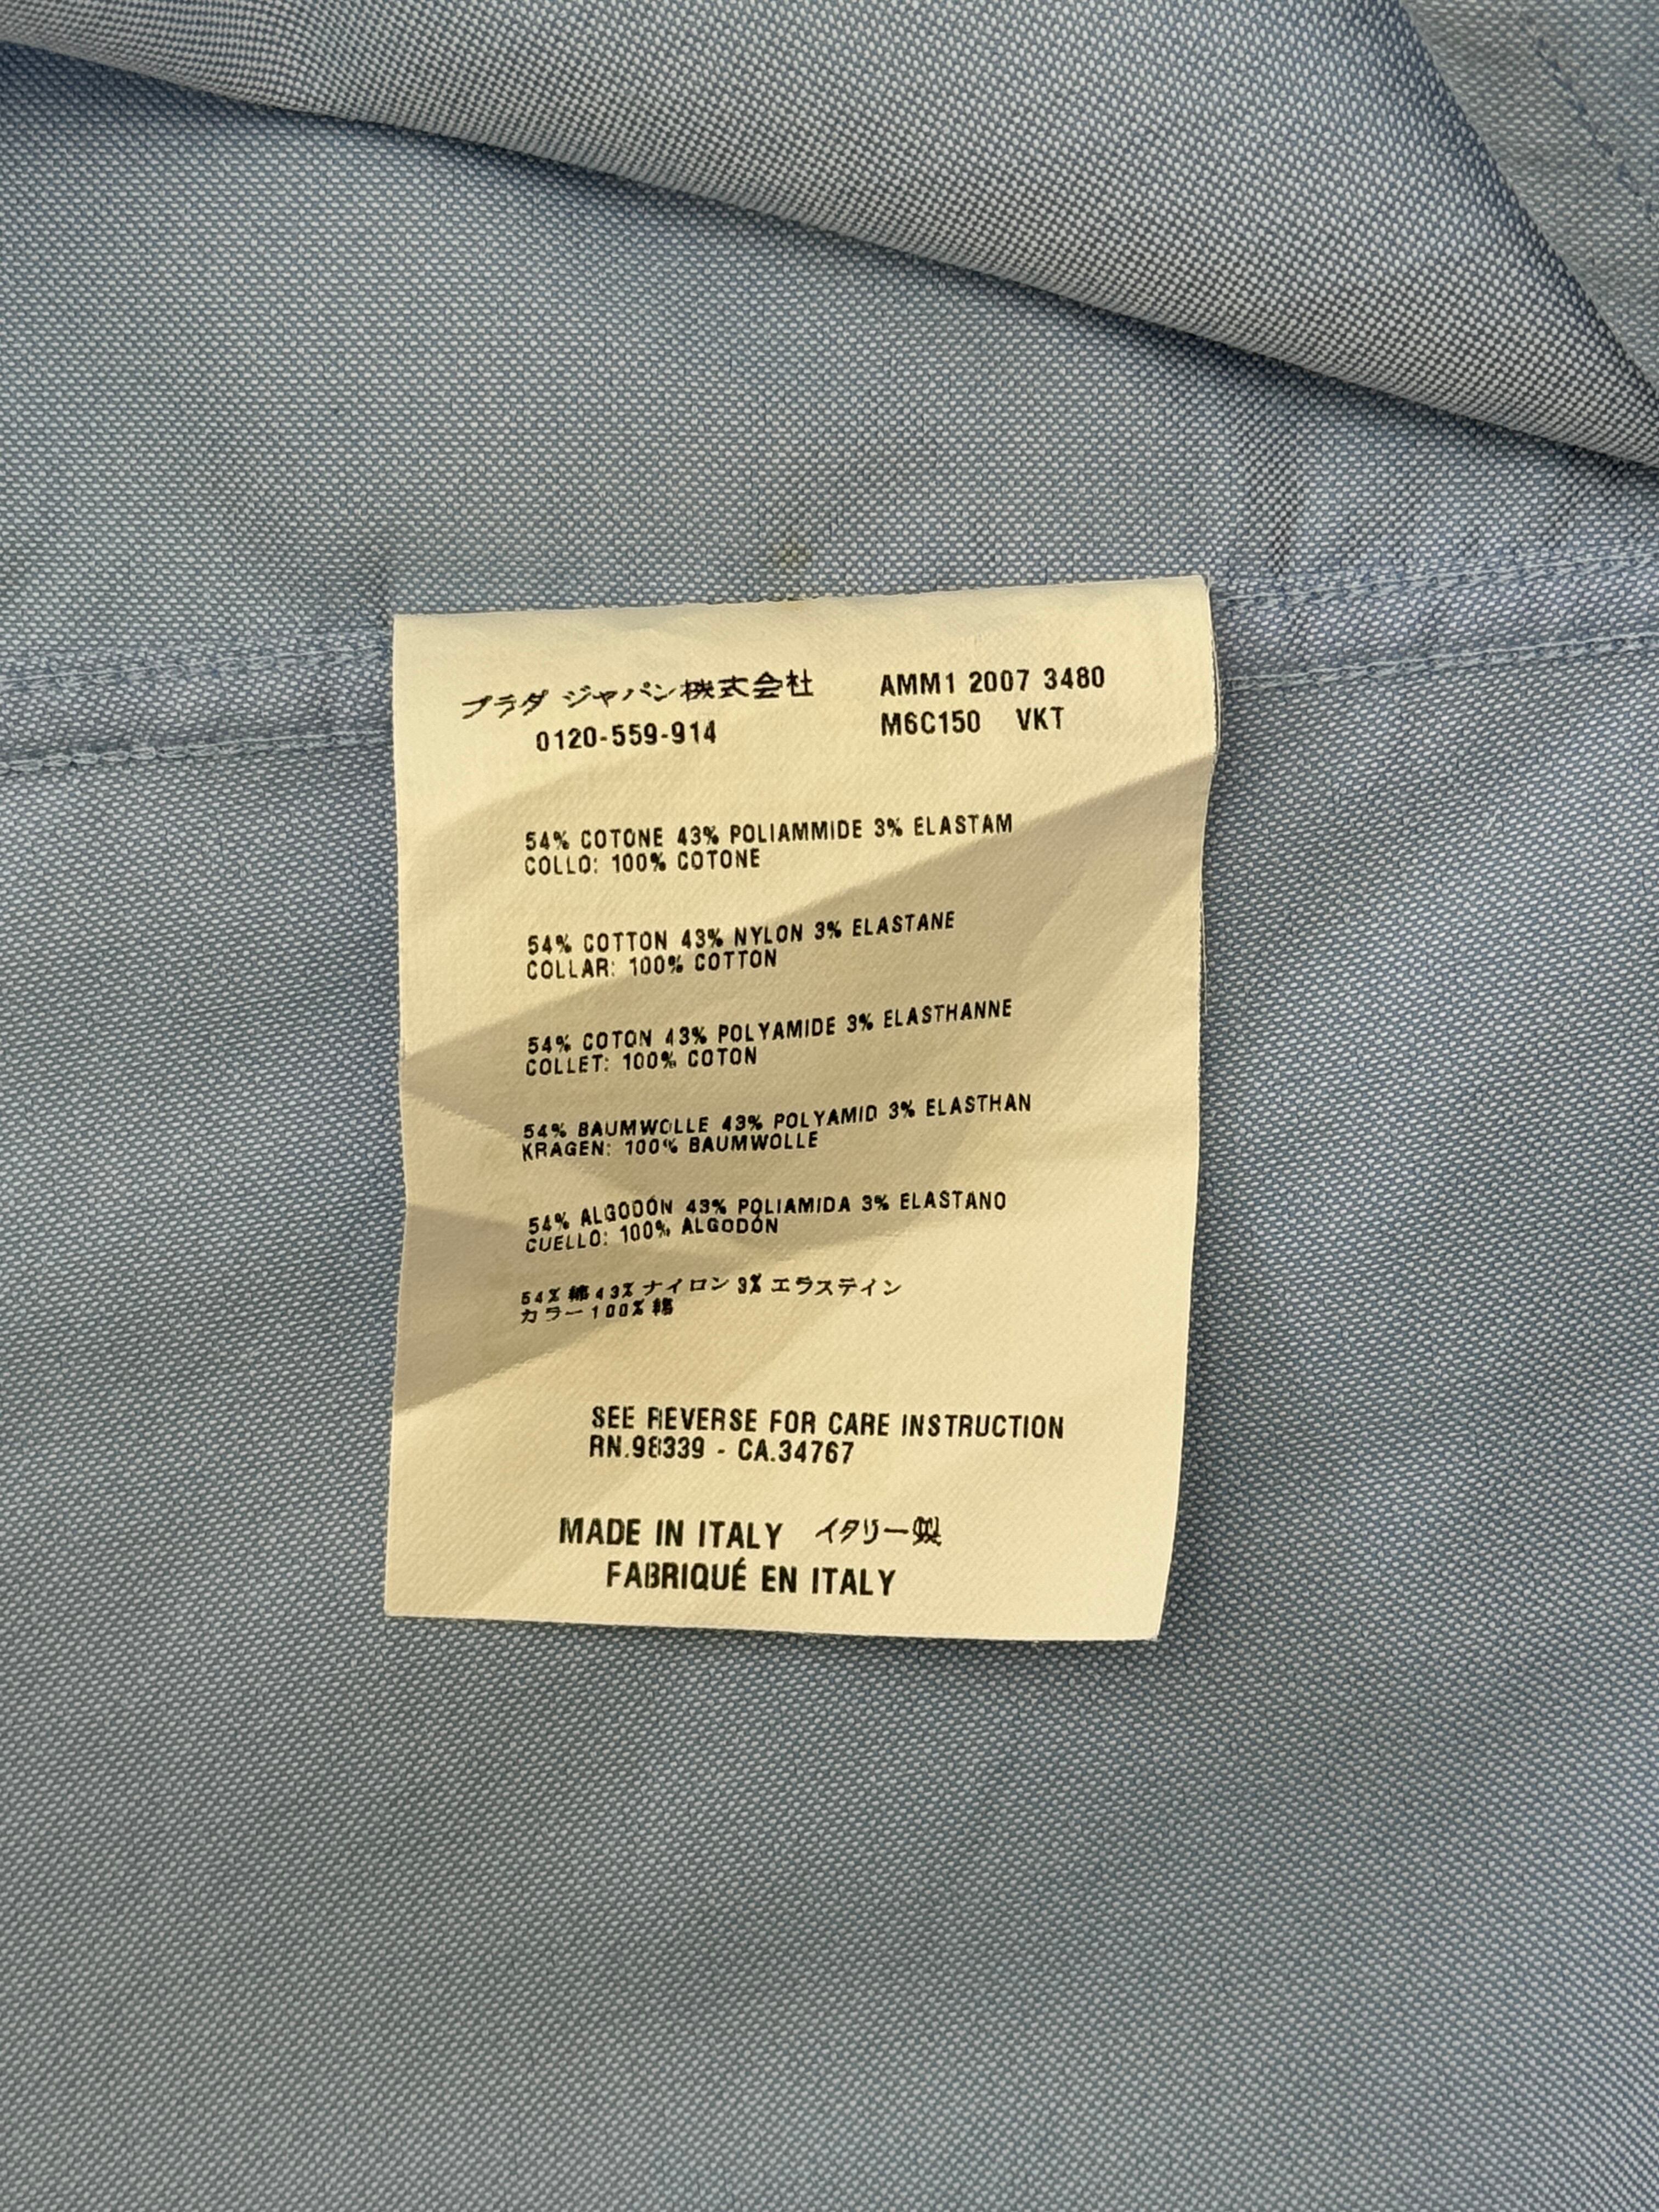 プラダ ジャパン株式会社 AMM1 2007 3480
0120-559-914 M6C150 VKT
54% COTONE 43% POLIAMMIDE 3% ELASTAM
COLLO: 100% COTONE
54% COTTON 43% NYLON 3% ELASTANE
COLLAR: 100% COTTON
54% COTON 43% POLYAMIDE 3% ELASTHANNE
COLLET: 100% COTON
54% BAUMWOLLE 43% POLYAMID 3% ELASTHAN
KRAGEN: 100% BAUMWOLLE
54% ALGODÓN 43% POLIAMIDA 3% ELASTANO
CUELLO: 100% ALGODÓN
54% 綿 43% ナイロン 3% エラステイン
カラー 100% 綿
SEE REVERSE FOR CARE INSTRUCTION
RN.98339 - CA.34767
MADE IN ITALY イタリー製
FABRIQUÉ EN ITALY